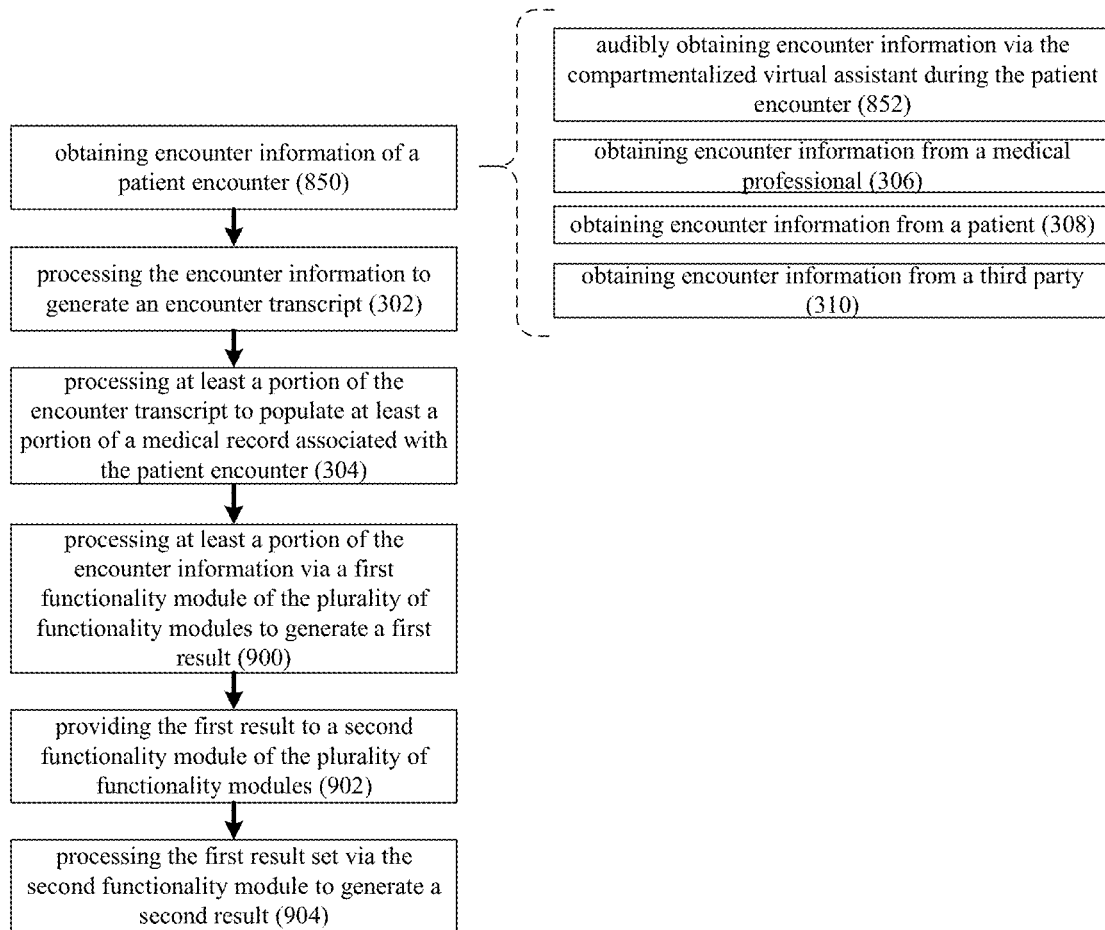 obtaining encounter information of a
patient encounter (850)
audibly obtaining encounter information via the
compartmentalized virtual assistant during the patient
encounter (852)
obtaining encounter information from a medical
professional (306)
obtaining encounter information from a patient (308)
obtaining encounter information from a third party
(310)
processing the encounter information to
generate an encounter transcript (302)
processing at least a portion of the
encounter transcript to populate at least a
portion of a medical record associated with
the patient encounter (304)
processing at least a portion of the
encounter information via a first
functionality module of the plurality of
functionality modules to generate a first
result (900)
providing the first result to a second
functionality module of the plurality of
functionality modules (902)
processing the first result set via the
second functionality module to generate a
second result (904)